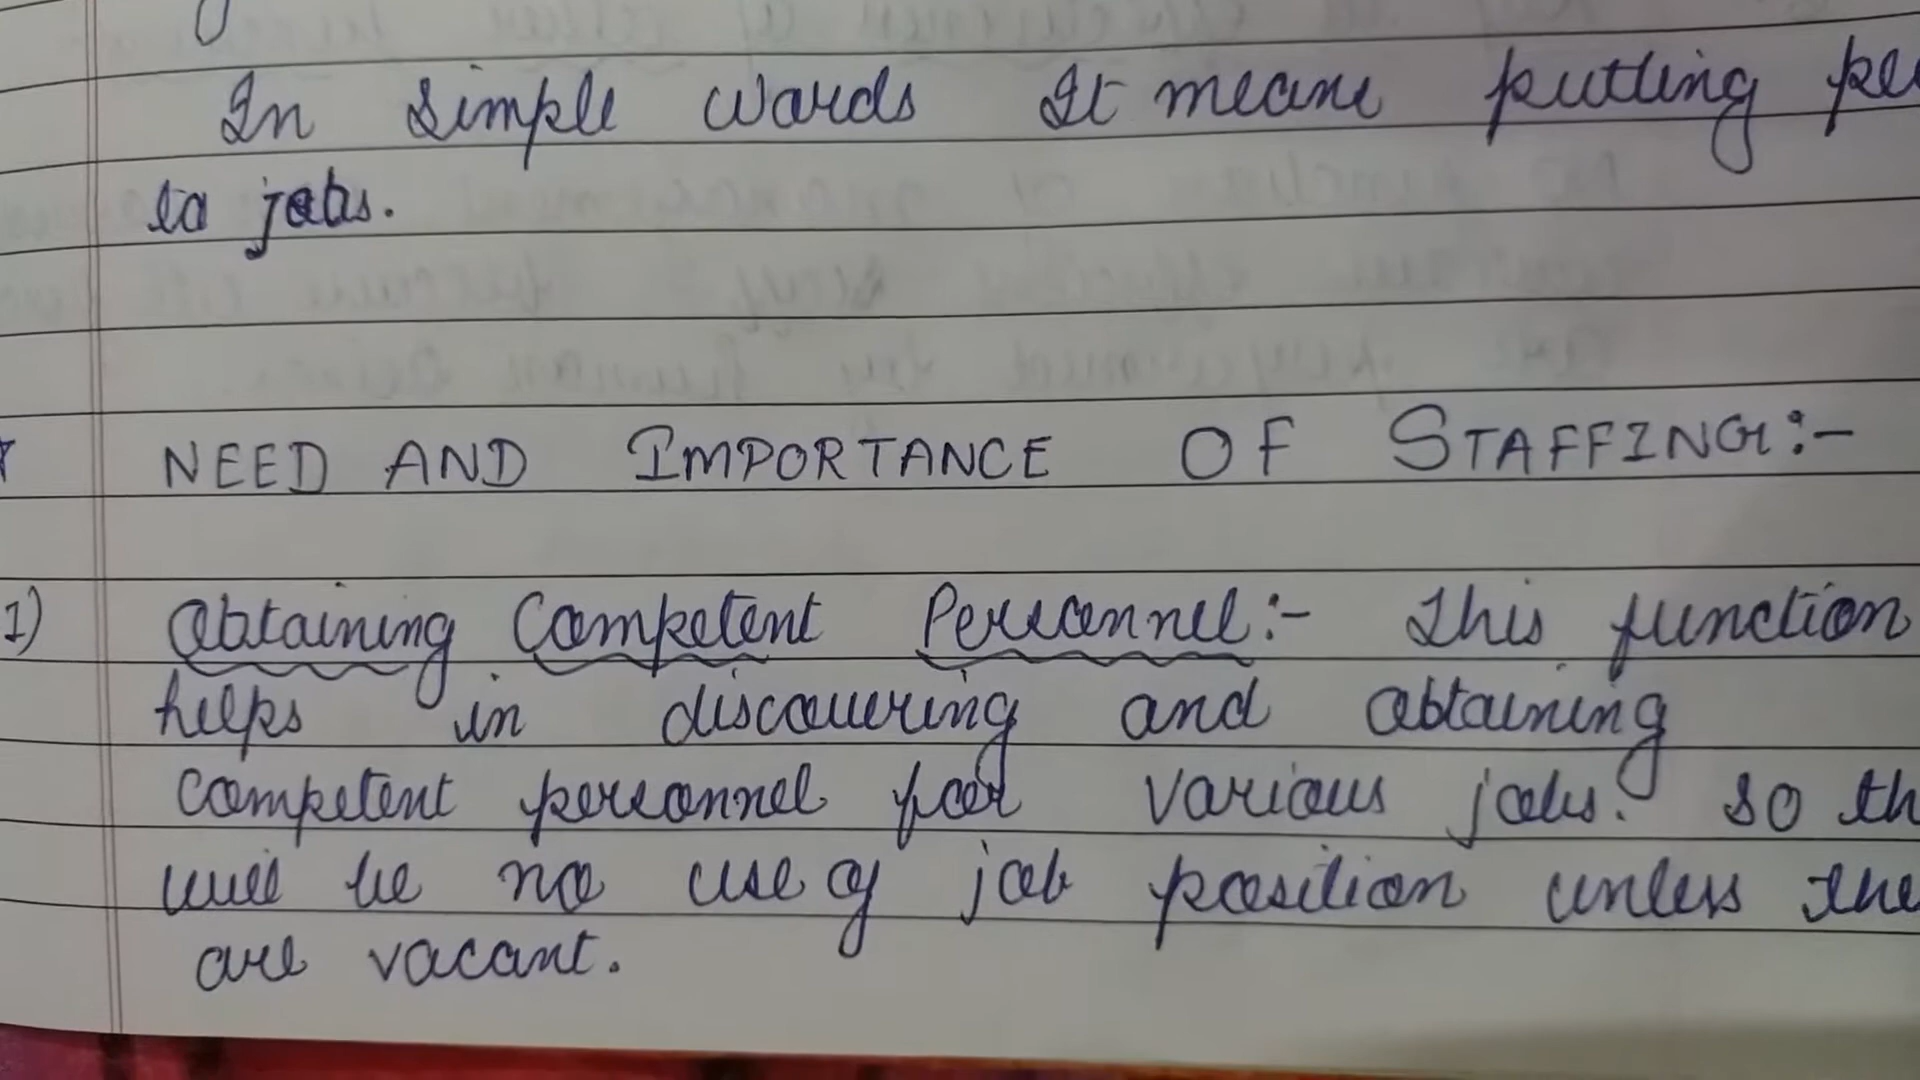 In simple words It means putting pe
to jobs.
* NEED AND IMPORTANCE OF STAFFING:-
1) Obtaining Competent Personnel:- This function
helps in discovering and obtaining
competent personnel for various jobs. so th
will be no use of job position unless the
are vacant.